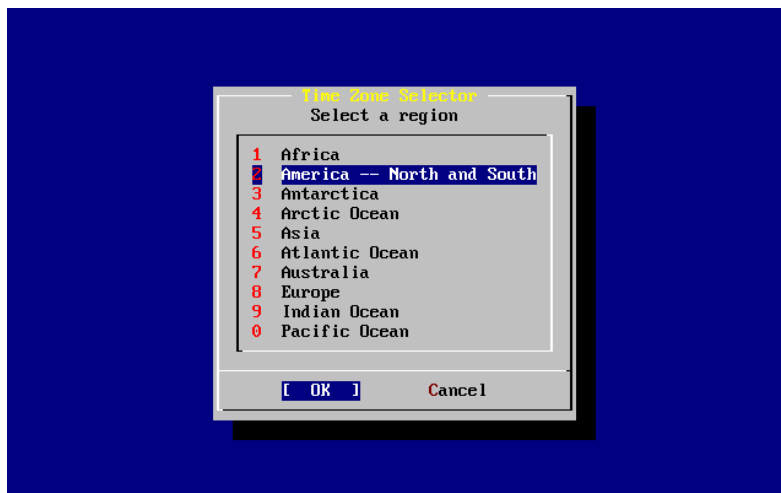 Time Zone Selector
Select a region
1 Africa
2 America -- North and South
3 Antarctica
4 Arctic Ocean
5 Asia
6 Atlantic Ocean
7 Australia
8 Europe
9 Indian Ocean
0 Pacific Ocean
[ OK ] Cancel